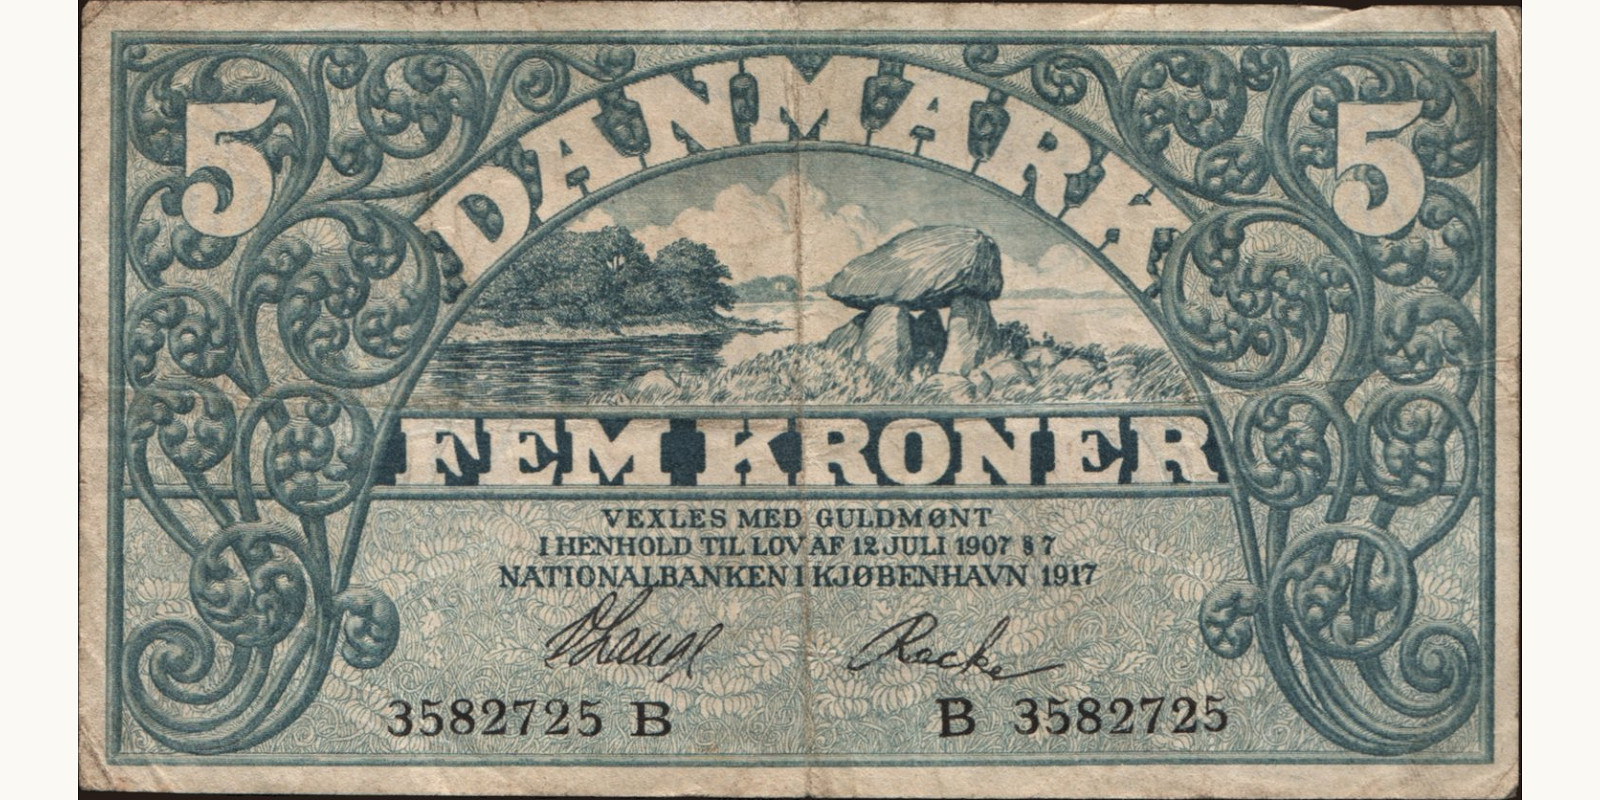 5 DANMARK 5
FEM KRONER
VEXLES MED GULDMØNT
I HENHOLD TIL LOV AF 12 JULI 1907 § 7
NATIONALBANKEN I KJØBENHAVN 1917
V Lange
3582725 B B 3582725